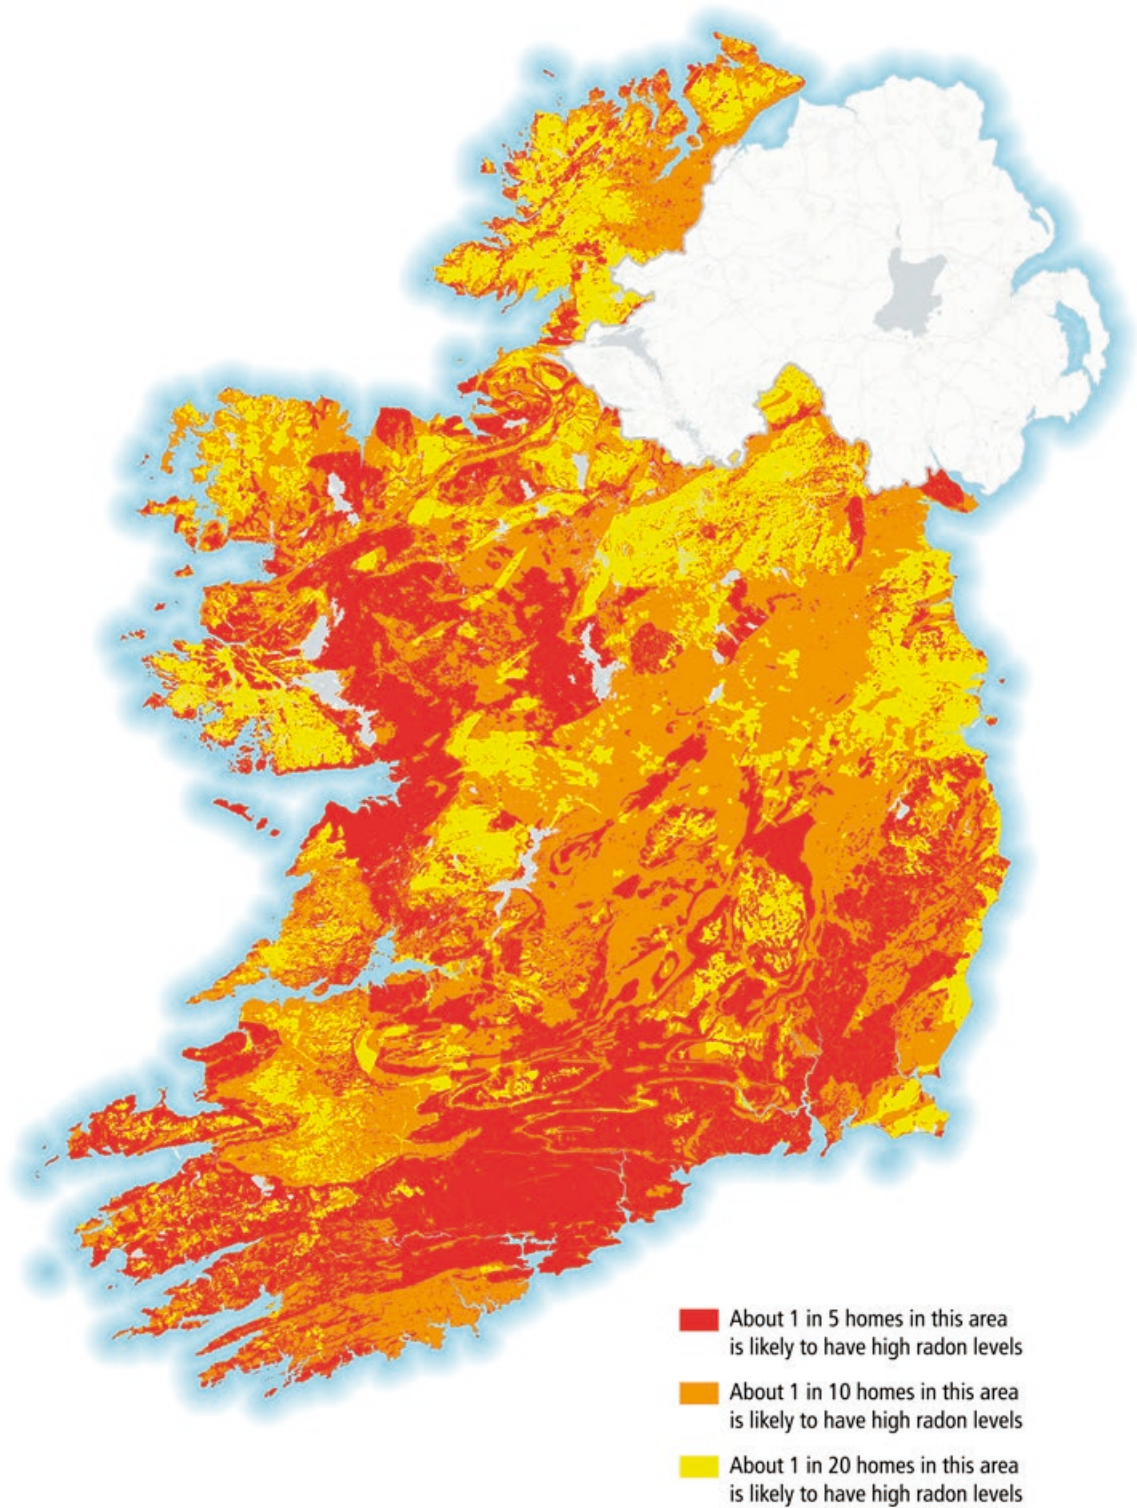 About 1 in 5 homes in this area
is likely to have high radon levels
About 1 in 10 homes in this area
is likely to have high radon levels
About 1 in 20 homes in this area
is likely to have high radon levels